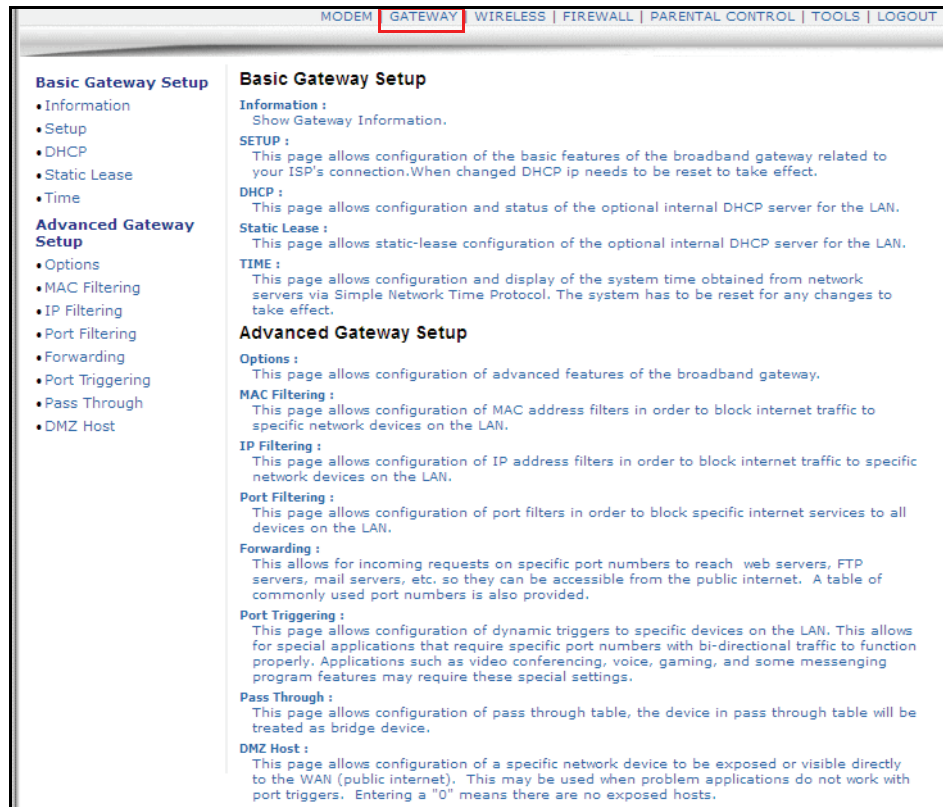 MODEM | GATEWAY | WIRELESS | FIREWALL | PARENTAL CONTROL | TOOLS | LOGOUT
Basic Gateway Setup
•Information
•Setup
•DHCP
•Static Lease
•Time
Advanced Gateway
Setup
•Options
•MAC Filtering
•IP Filtering
•Port Filtering
•Forwarding
•Port Triggering
•Pass Through
•DMZ Host
Basic Gateway Setup
Information :
Show Gateway Information.
SETUP :
This page allows configuration of the basic features of the broadband gateway related to
your ISP's connection.When changed DHCP ip needs to be reset to take effect.
DHCP :
This page allows configuration and status of the optional internal DHCP server for the LAN.
Static Lease :
This page allows static-lease configuration of the optional internal DHCP server for the LAN.
TIME :
This page allows configuration and display of the system time obtained from network
servers via Simple Network Time Protocol. The system has to be reset for any changes to
take effect.
Advanced Gateway Setup
Options :
This page allows configuration of advanced features of the broadband gateway.
MAC Filtering :
This page allows configuration of MAC address filters in order to block internet traffic to
specific network devices on the LAN.
IP Filtering :
This page allows configuration of IP address filters in order to block internet traffic to specific
network devices on the LAN.
Port Filtering :
This page allows configuration of port filters in order to block specific internet services to all
devices on the LAN.
Forwarding :
This allows for incoming requests on specific port numbers to reach web servers, FTP
servers, mail servers, etc. so they can be accessible from the public internet. A table of
commonly used port numbers is also provided.
Port Triggering :
This page allows configuration of dynamic triggers to specific devices on the LAN. This allows
for special applications that require specific port numbers with bi-directional traffic to function
properly. Applications such as video conferencing, voice, gaming, and some messenging
program features may require these special settings.
Pass Through :
This page allows configuration of pass through table, the device in pass through table will be
treated as bridge device.
DMZ Host :
This page allows configuration of a specific network device to be exposed or visible directly
to the WAN (public internet). This may be used when problem applications do not work with
port triggers. Entering a "0" means there are no exposed hosts.